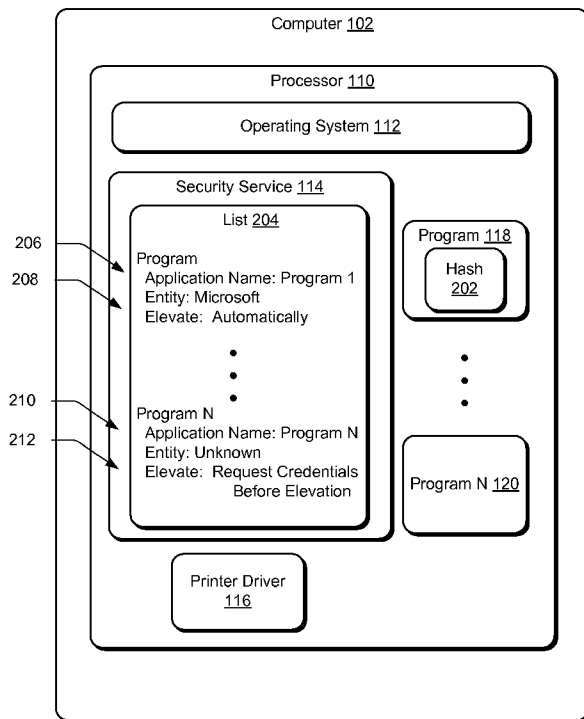 Computer 102
Processor 110
Operating System 112
Security Service 114
List 204
206
Program
Application Name: Program 1
208
Entity: Microsoft
Elevate: Automatically
210
Program N
Application Name: Program N
212
Entity: Unknown
Elevate: Request Credentials
Before Elevation
Program 118
Hash
202
Program N 120
Printer Driver
116